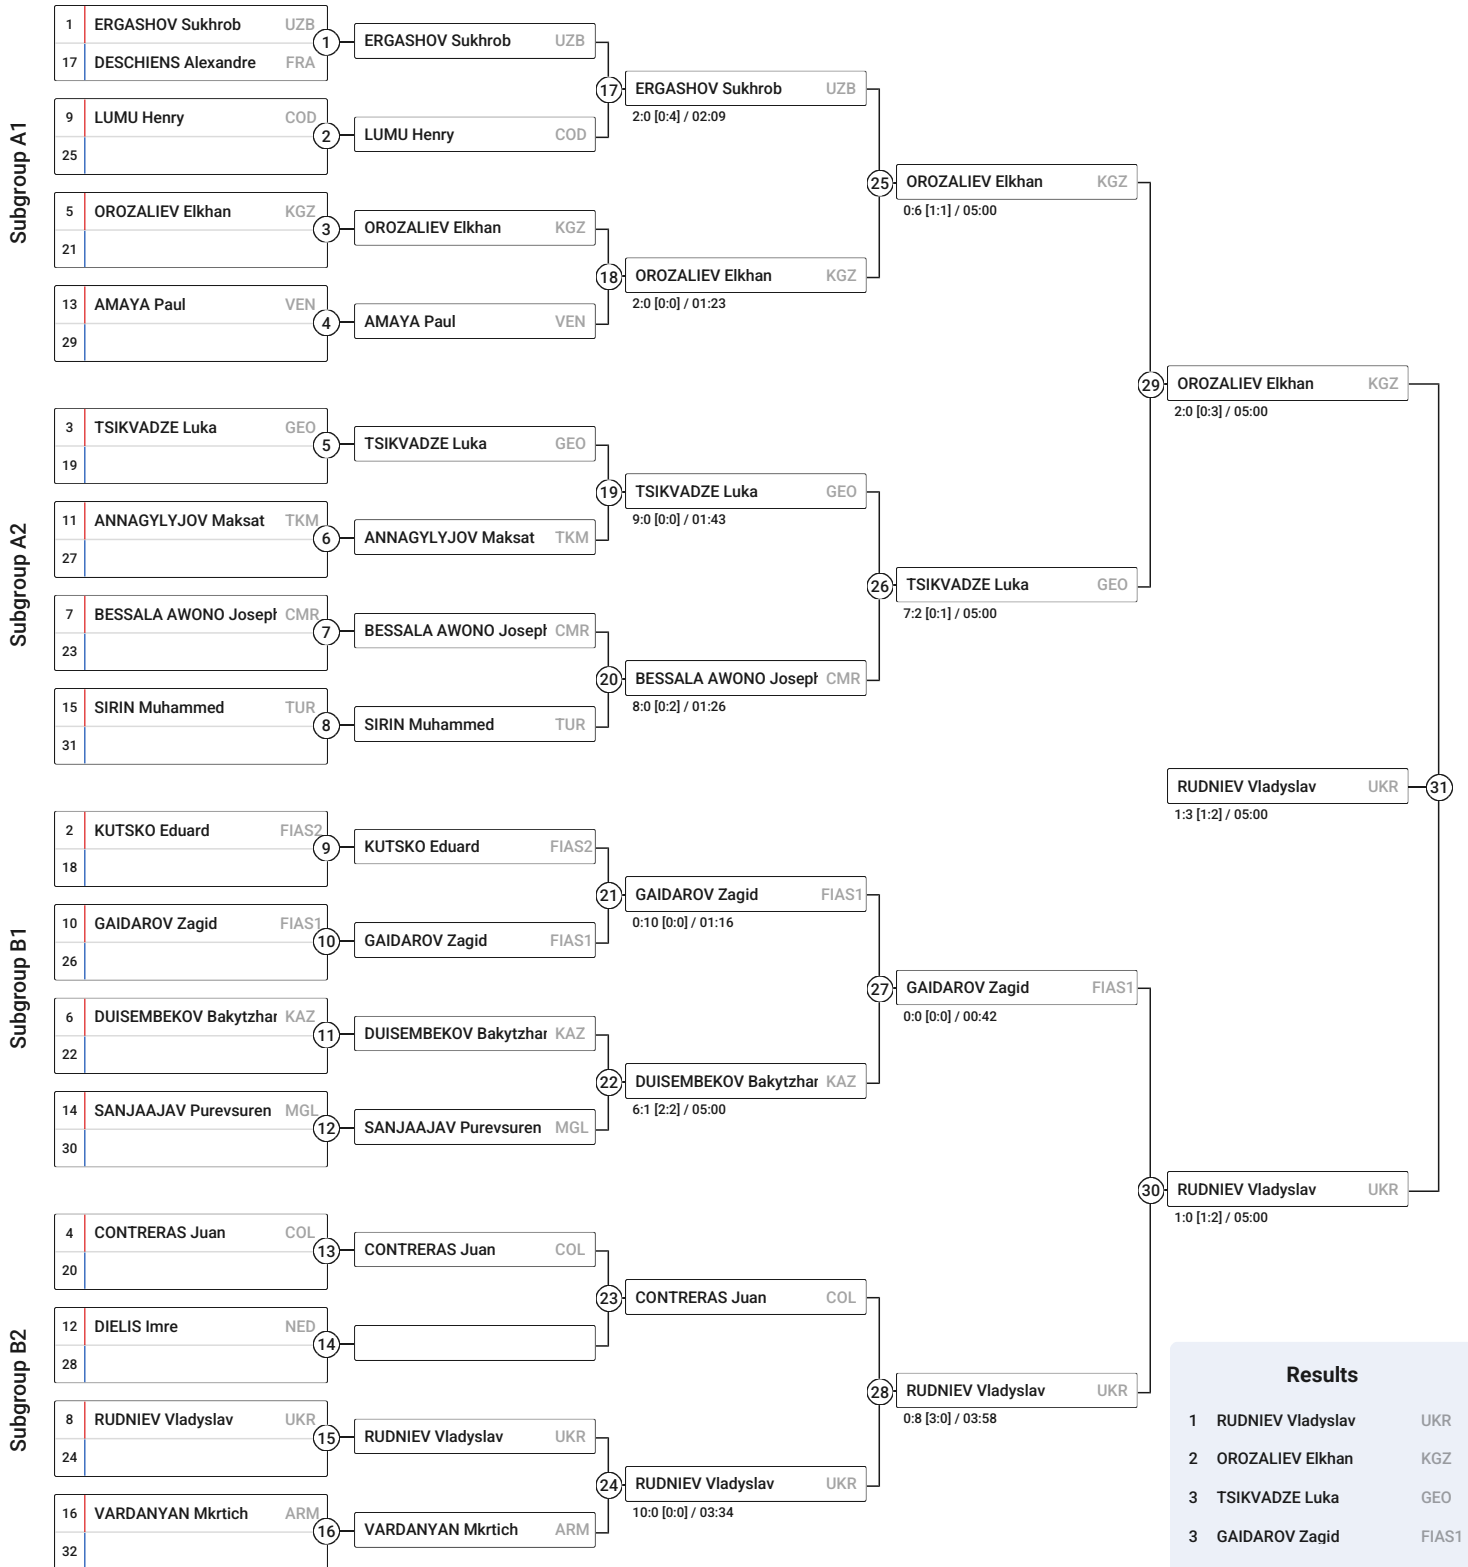 Subgroup A1
1 ERGASHOV Sukhrob UZB
17 DESCHIENS Alexandre FRA
1
9 LUMU Henry COD
25
2
5 OROZALIEV Elkhan KGZ
21
3
13 AMAYA Paul VEN
29
4
ERGASHOV Sukhrob UZB
LUMU Henry COD
17
OROZALIEV Elkhan KGZ
AMAYA Paul VEN
18
ERGASHOV Sukhrob UZB
2:0 [0:4] / 02:09
OROZALIEV Elkhan KGZ
2:0 [0:0] / 01:23
25
OROZALIEV Elkhan KGZ
0:6 [1:1] / 05:00
Subgroup A2
3 TSIKVADZE Luka GEO
19
5
11 ANNAGYLYJOV Maksat TKM
27
6
7 BESSALA AWONO Joseph CMR
23
7
15 SIRIN Muhammed TUR
31
8
TSIKVADZE Luka GEO
ANNAGYLYJOV Maksat TKM
19
BESSALA AWONO Joseph CMR
SIRIN Muhammed TUR
20
TSIKVADZE Luka GEO
9:0 [0:0] / 01:43
BESSALA AWONO Joseph CMR
8:0 [0:2] / 01:26
26
TSIKVADZE Luka GEO
7:2 [0:1] / 05:00
29
OROZALIEV Elkhan KGZ
2:0 [0:3] / 05:00
RUDNIEV Vladyslav UKR
1:3 [1:2] / 05:00
31
Subgroup B1
2 KUTSKO Eduard FIAS2
18
9
10 GAIDAROV Zagid FIAS1
26
10
6 DUISEMBEKOV Bakytzhan KAZ
22
11
14 SANJAAJAV Purevsuren MGL
30
12
KUTSKO Eduard FIAS2
GAIDAROV Zagid FIAS1
21
DUISEMBEKOV Bakytzhan KAZ
SANJAAJAV Purevsuren MGL
22
GAIDAROV Zagid FIAS1
0:10 [0:0] / 01:16
DUISEMBEKOV Bakytzhan KAZ
6:1 [2:2] / 05:00
27
GAIDAROV Zagid FIAS1
0:0 [0:0] / 00:42
Subgroup B2
4 CONTRERAS Juan COL
20
13
12 DIELIS Imre NED
28
14
8 RUDNIEV Vladyslav UKR
24
15
16 VARDANYAN Mkrtich ARM
32
16
CONTRERAS Juan COL
23
RUDNIEV Vladyslav UKR
VARDANYAN Mkrtich ARM
24
CONTRERAS Juan COL
RUDNIEV Vladyslav UKR
10:0 [0:0] / 03:34
28
RUDNIEV Vladyslav UKR
0:8 [3:0] / 03:58
30
RUDNIEV Vladyslav UKR
1:0 [1:2] / 05:00
Results
1 RUDNIEV Vladyslav UKR
2 OROZALIEV Elkhan KGZ
3 TSIKVADZE Luka GEO
3 GAIDAROV Zagid FIAS1